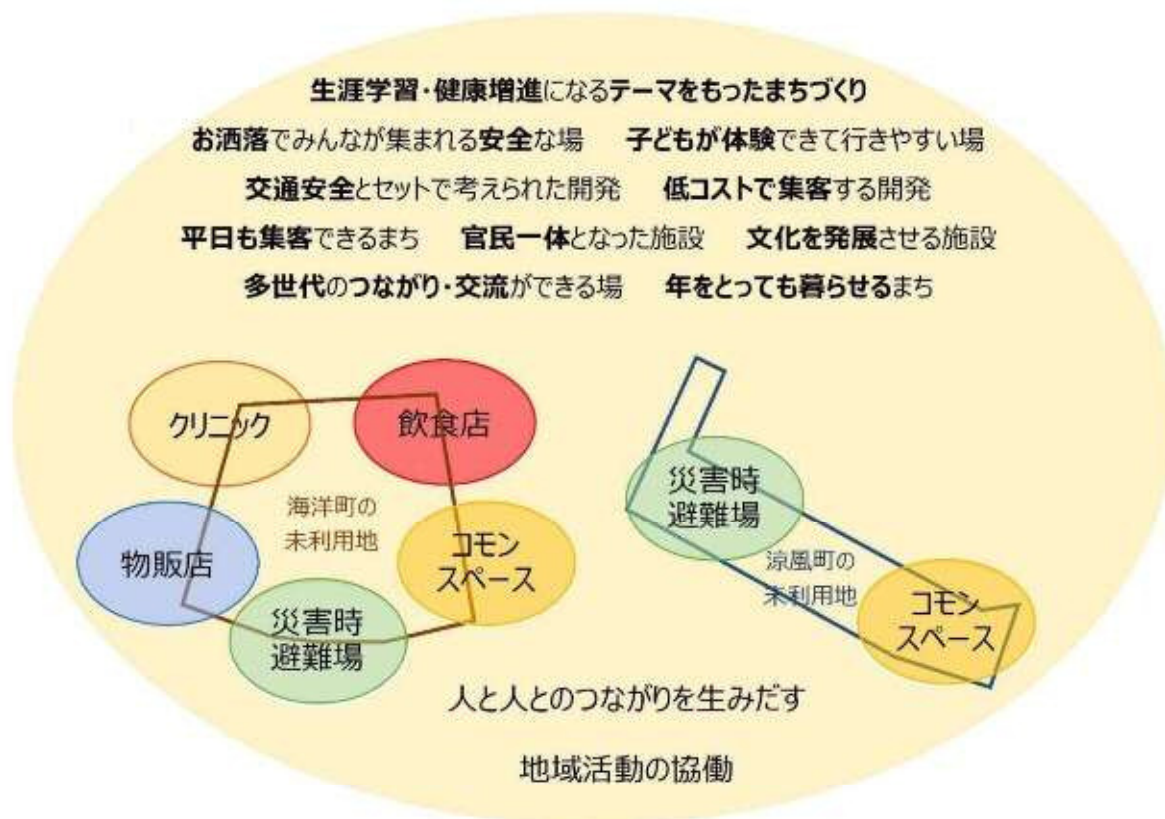 生涯学習・健康増進になるテーマをもったまちづくり
お洒落でみんなが集まれる安全な場　子どもが体験できて行きやすい場
交通安全とセットで考えられた開発　低コストで集客する開発
平日も集客できるまち　官民一体となった施設　文化を発展させる施設
多世代のつながり・交流ができる場　年をとっても暮らせるまち
クリニック
飲食店
海洋町の
未利用地
物販店
コモン
スペース
災害時
避難場
災害時
避難場
涼風町の
未利用地
コモン
スペース
人と人とのつながりを生みだす
地域活動の協働